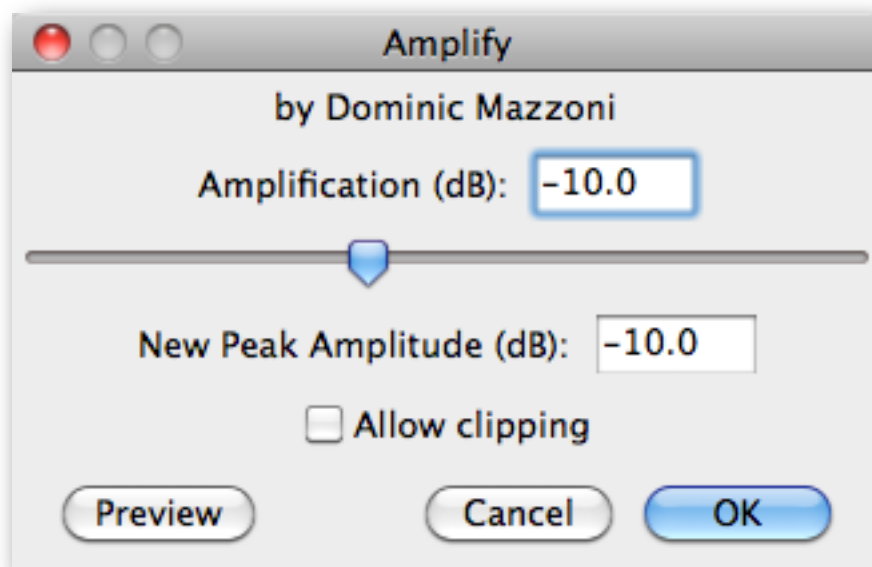 Amplify
by Dominic Mazzoni
Amplification (dB): -10.0
New Peak Amplitude (dB): -10.0
Allow clipping
Preview Cancel OK